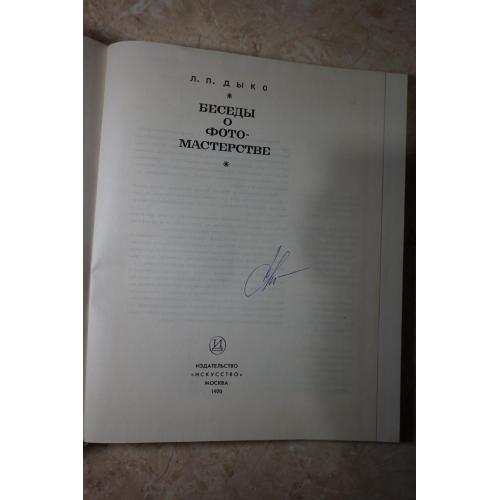 Л. П. ДЫКО
*
БЕСЕДЫ
О
ФОТО-
МАСТЕРСТВЕ
*
ИЗДАТЕЛЬСТВО
«ИСКУССТВО»
МОСКВА
1970